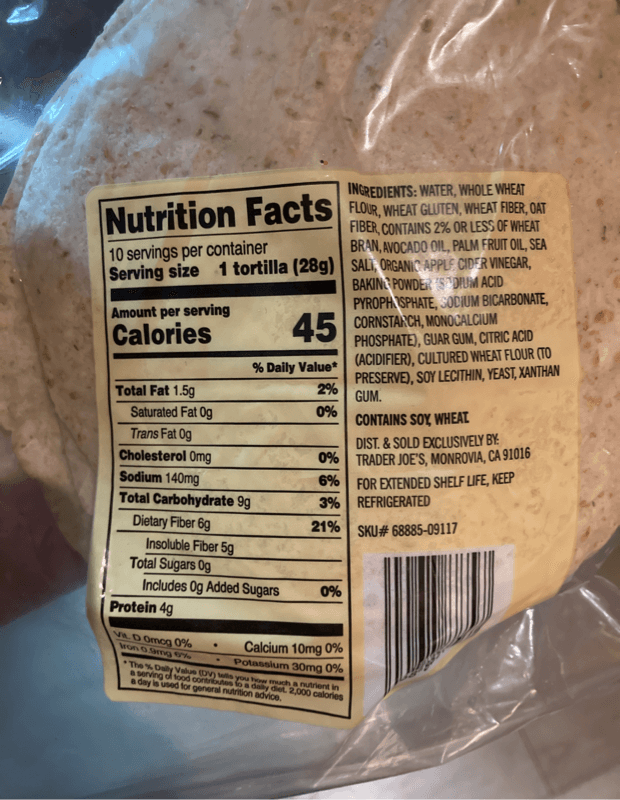 Nutrition Facts
10 servings per container
Serving size 1 tortilla (28g)
Amount per serving
Calories 45
% Daily Value*
Total Fat 1.5g 2%
Saturated Fat 0g 0%
Trans Fat 0g
Cholesterol 0mg 0%
Sodium 140mg 6%
Total Carbohydrate 9g 3%
Dietary Fiber 6g 21%
Insoluble Fiber 5g
Total Sugars 0g
Includes 0g Added Sugars 0%
Protein 4g
Vit. D 0mcg 0% • Calcium 10mg 0%
Iron 0.9mg 6% • Potassium 30mg 0%
* The % Daily Value (DV) tells you how much a nutrient in
a serving of food contributes to a daily diet. 2,000 calories
a day is used for general nutrition advice.
INGREDIENTS: WATER, WHOLE WHEAT
FLOUR, WHEAT GLUTEN, WHEAT FIBER, OAT
FIBER, CONTAINS 2% OR LESS OF WHEAT
BRAN, AVOCADO OIL, PALM FRUIT OIL, SEA
SALT, ORGANIC APPLE CIDER VINEGAR,
BAKING POWDER (SODIUM ACID
PYROPHOSPHATE, SODIUM BICARBONATE,
CORNSTARCH, MONOCALCIUM
PHOSPHATE), GUAR GUM, CITRIC ACID
(ACIDIFIER), CULTURED WHEAT FLOUR (TO
PRESERVE), SOY LECITHIN, YEAST, XANTHAN
GUM.
CONTAINS SOY, WHEAT.
DIST. & SOLD EXCLUSIVELY BY:
TRADER JOE'S, MONROVIA, CA 91016
FOR EXTENDED SHELF LIFE, KEEP
REFRIGERATED
SKU# 68885-09117